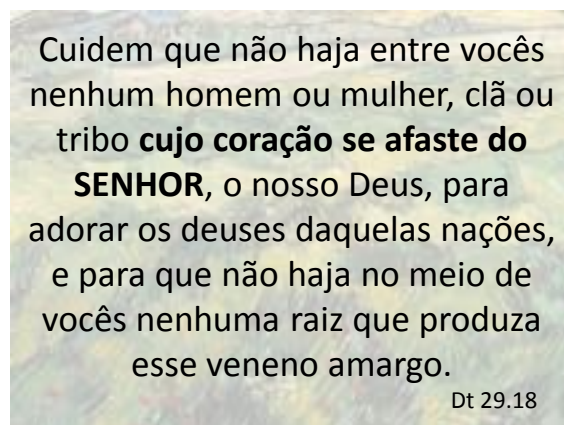 Cuidem que não haja entre vocês
nenhum homem ou mulher, clã ou
tribo cujo coração se afaste do
SENHOR, o nosso Deus, para
adorar os deuses daquelas nações,
e para que não haja no meio de
vocês nenhuma raiz que produza
esse veneno amargo.
Dt 29.18